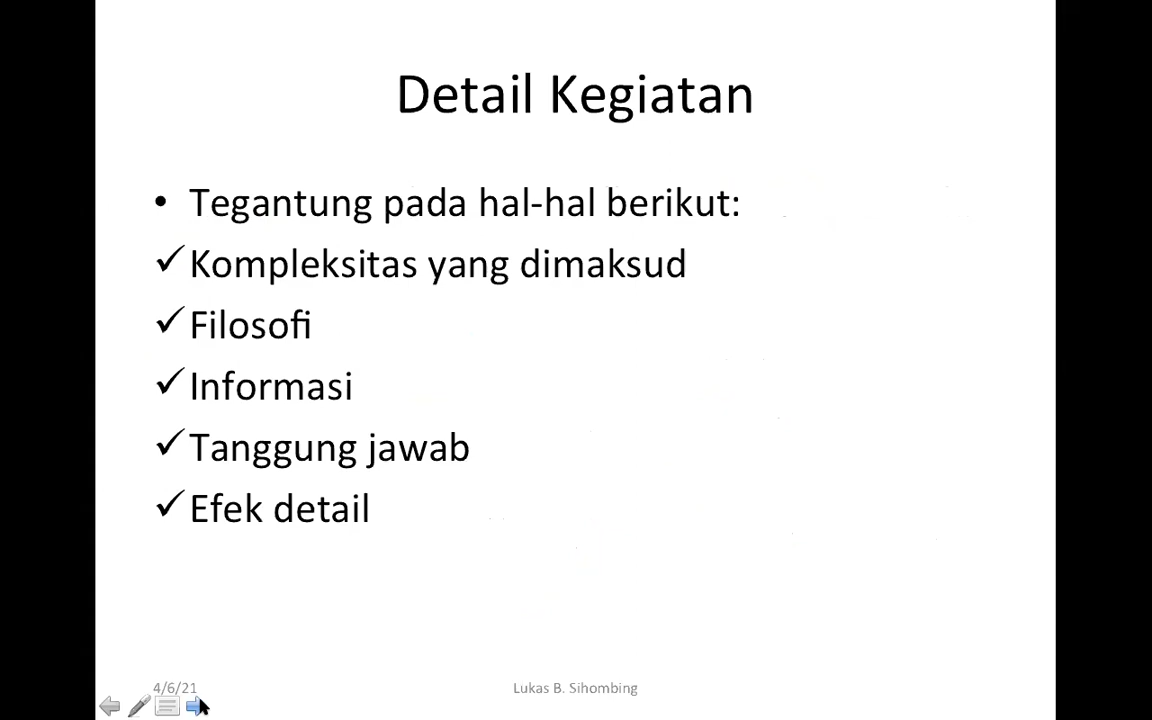 Detail Kegiatan
• Tegantung pada hal-hal berikut:
✓Kompleksitas yang dimaksud
✓Filosofi
✓Informasi
✓Tanggung jawab
✓Efek detail
4/6/21
Lukas B. Sihombing